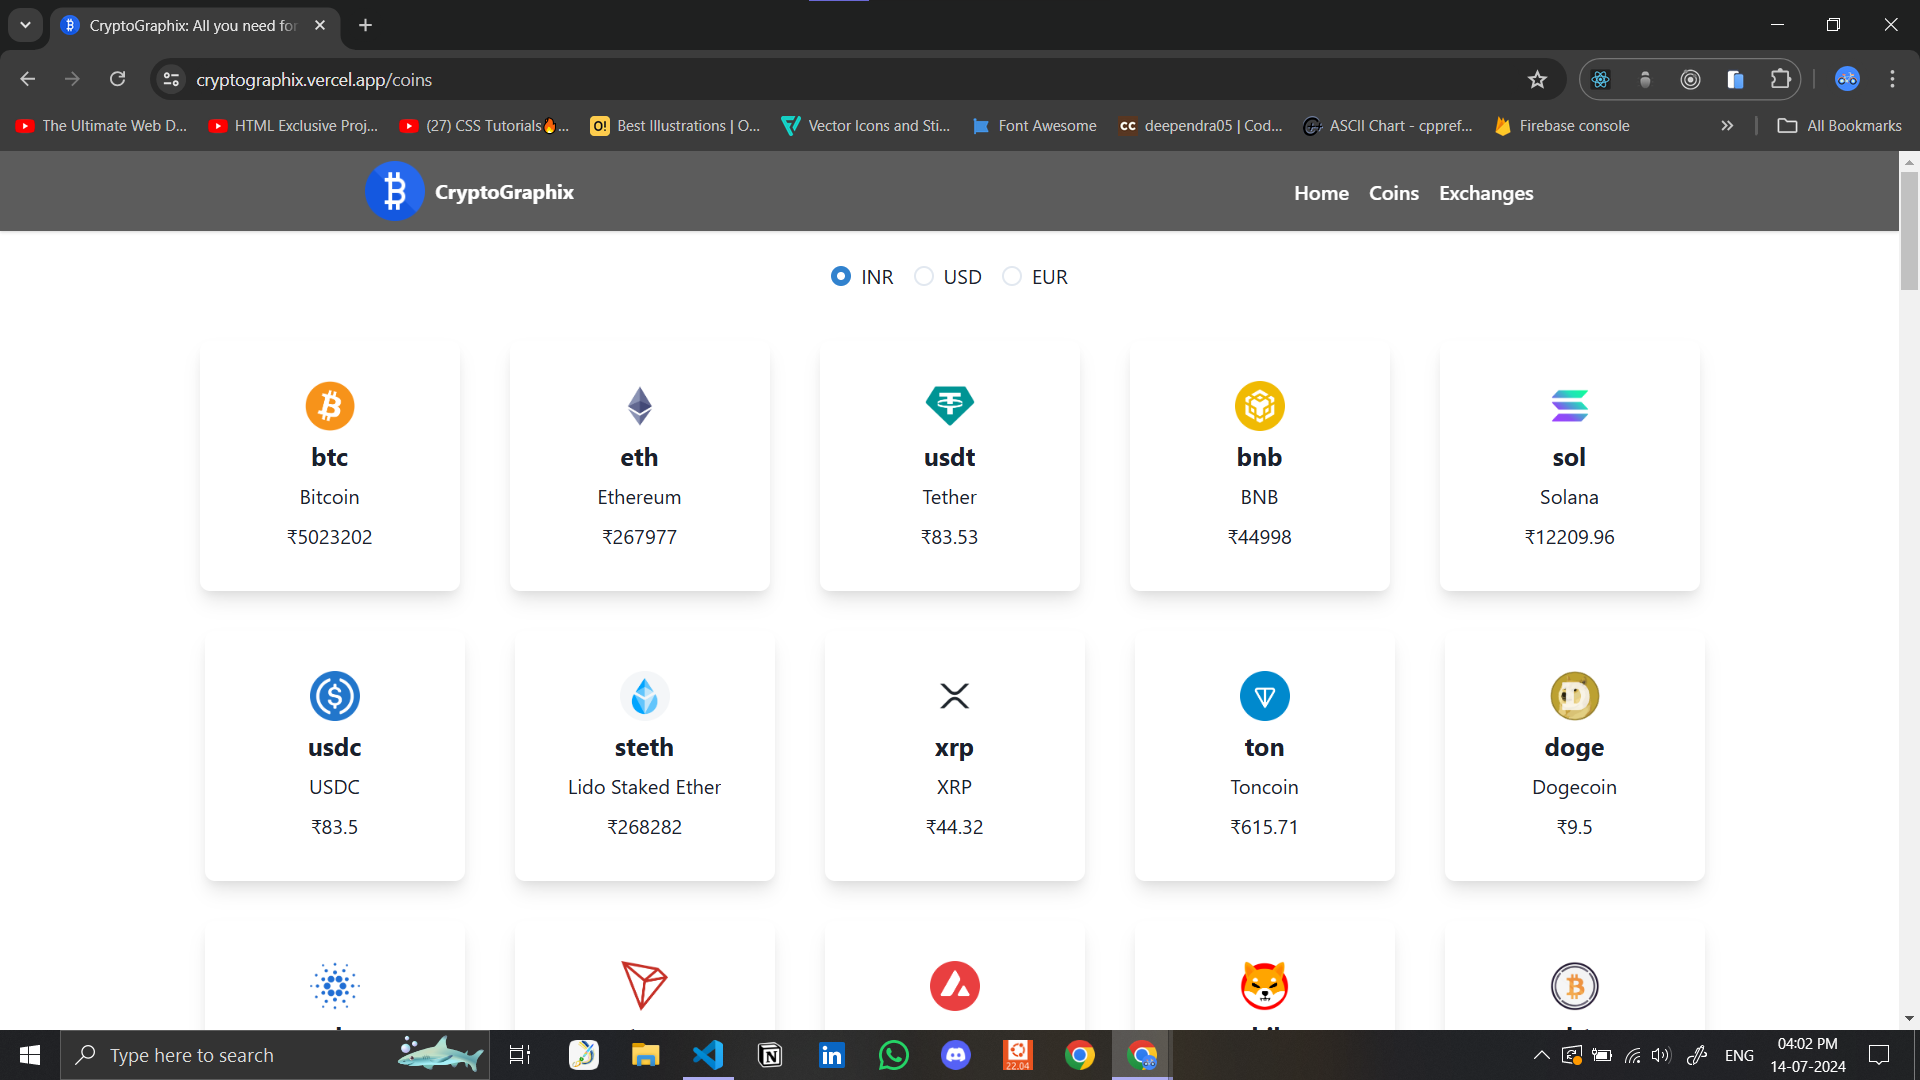 CryptoGraphix: All you need for
cryptographix.vercel.app/coins
The Ultimate Web D...
HTML Exclusive Proj...
(27) CSS Tutorials🔥...
O!
Best Illustrations | O...
Vector Icons and Sti...
Font Awesome
CC
deependra05 | Cod...
ASCII Chart - cppref...
Firebase console
All Bookmarks
CryptoGraphix
Home
Coins
Exchanges
INR
USD
EUR
btc
Bitcoin
₹5023202
eth
Ethereum
₹267977
usdt
Tether
₹83.53
bnb
BNB
₹44998
sol
Solana
₹12209.96
usdc
USDC
₹83.5
steth
Lido Staked Ether
₹268282
xrp
XRP
₹44.32
ton
Toncoin
₹615.71
doge
Dogecoin
₹9.5
Type here to search
22.04
ENG
04:02 PM
14-07-2024